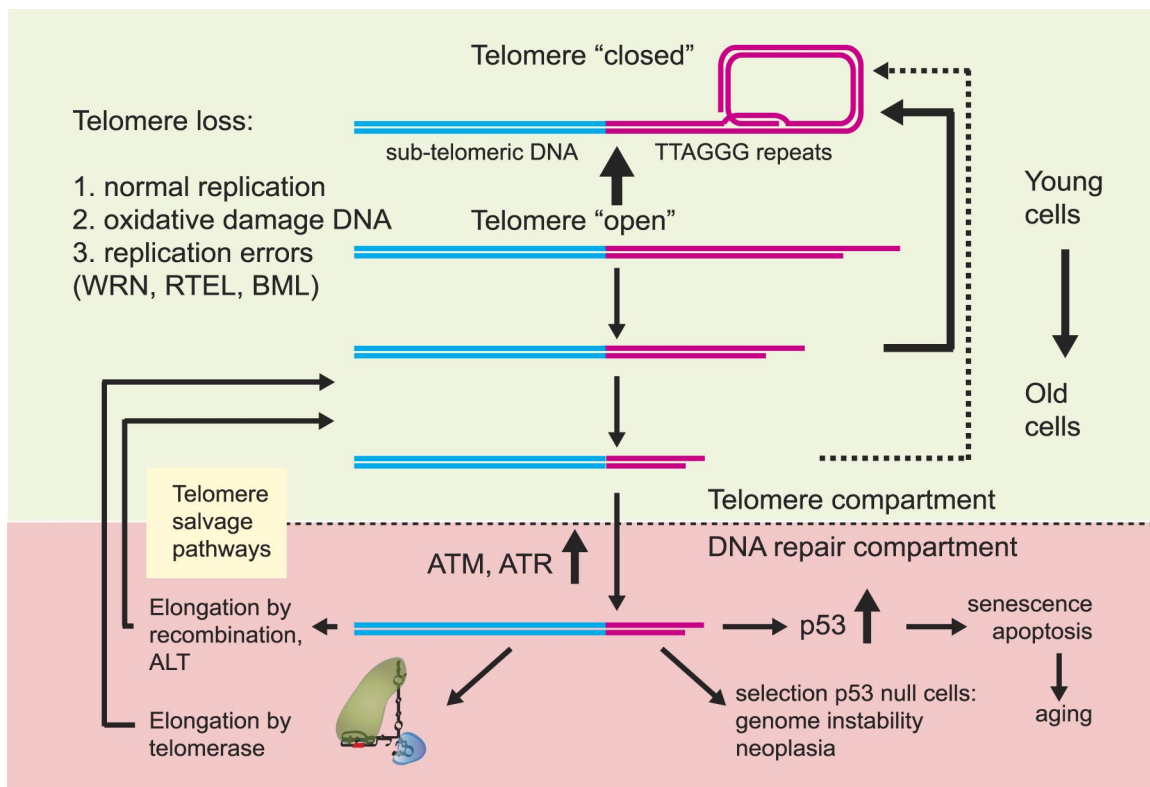 Telomere “closed”
Telomere loss:
sub-telomeric DNA
TTAGGG repeats
1. normal replication
2. oxidative damage DNA
3. replication errors
(WRN, RTEL, BML)
Telomere “open”
Young
cells
Old
cells
Telomere
salvage
pathways
Telomere compartment
DNA repair compartment
ATM, ATR
Elongation by
recombination,
ALT
p53
senescence
apoptosis
aging
selection p53 null cells:
genome instability
neoplasia
Elongation by
telomerase